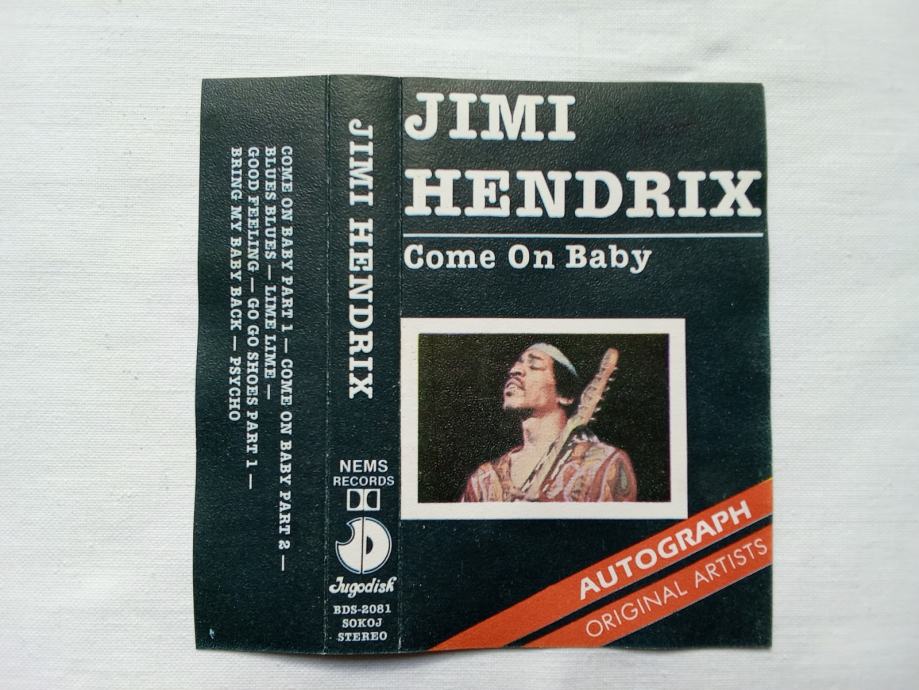 JIMI
HENDRIX
Come On Baby
AUTOGRAPH
ORIGINAL ARTISTS
JIMI HENDRIX
NEMS
RECORDS
Jugodisk
BDS-2081
SOKOJ
STEREO
COME ON BABY PART 1 — COME ON BABY PART 2 —
BLUES BLUES — LIME LIME —
GOOD FEELING — GO GO SHOES PART 1 —
BRING MY BABY BACK — PSYCHO